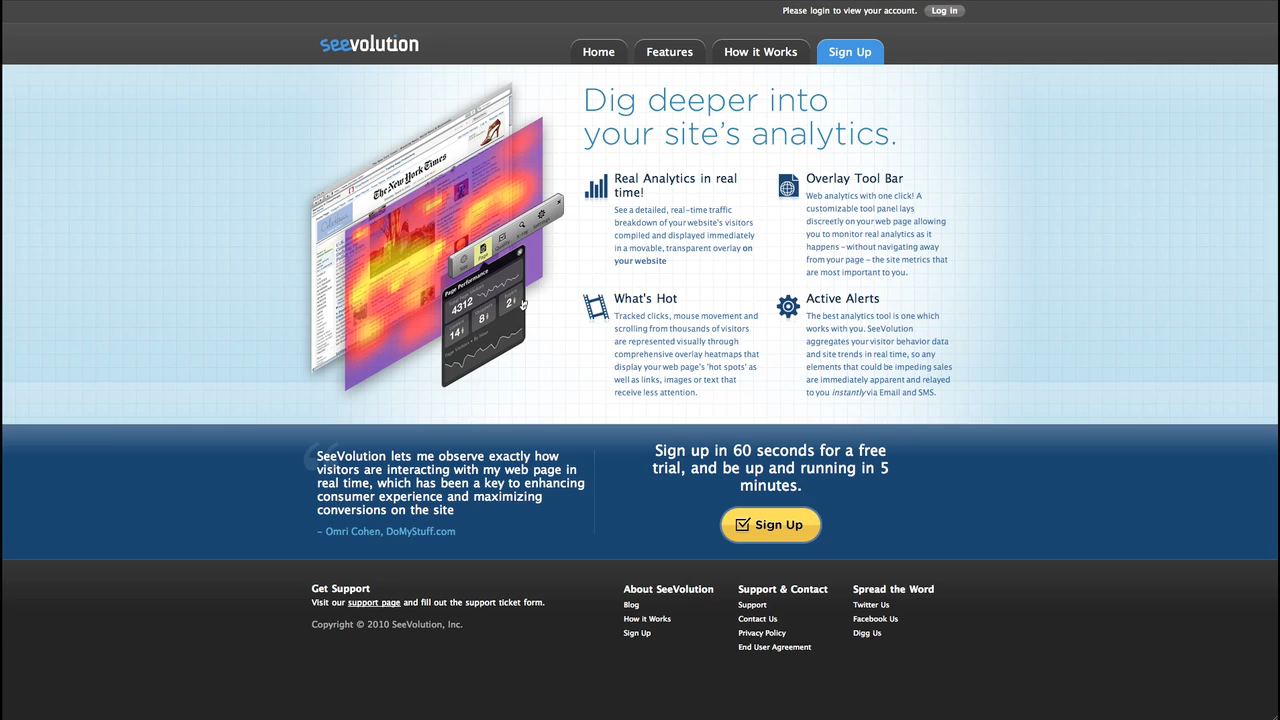 Please login to view your account. Log in
seevolution
Home Features How it Works Sign Up
Dig deeper into
your site's analytics.
The New York Times
Page Performance
4312
2
14
8
Real Analytics in real
time!
See a detailed, real-time traffic
breakdown of your website's visitors
compiled and displayed immediately
in a movable, transparent overlay on
your website
Overlay Tool Bar
Web analytics with one click! A
customizable tool panel lays
discreetly on your web page allowing
you to monitor real analytics as it
happens – without navigating away
from your page – the site metrics that
are most important to you.
What's Hot
Tracked clicks, mouse movement and
scrolling from thousands of visitors
are represented visually through
comprehensive overlay heatmaps that
display your web page's 'hot spots' as
well as links, images or text that
receive less attention.
Active Alerts
The best analytics tool is one which
works with you. SeeVolution
aggregates your visitor behavior data
and site trends in real time, so any
elements that could be impeding sales
are immediately apparent and relayed
to you instantly via Email and SMS.
SeeVolution lets me observe exactly how
visitors are interacting with my web page in
real time, which has been a key to enhancing
consumer experience and maximizing
conversions on the site
– Omri Cohen, DoMyStuff.com
Sign up in 60 seconds for a free
trial, and be up and running in 5
minutes.
Sign Up
Get Support
Visit our support page and fill out the support ticket form.
Copyright © 2010 SeeVolution, Inc.
About SeeVolution
Blog
How it Works
Sign Up
Support & Contact
Support
Contact Us
Privacy Policy
End User Agreement
Spread the Word
Twitter Us
Facebook Us
Digg Us